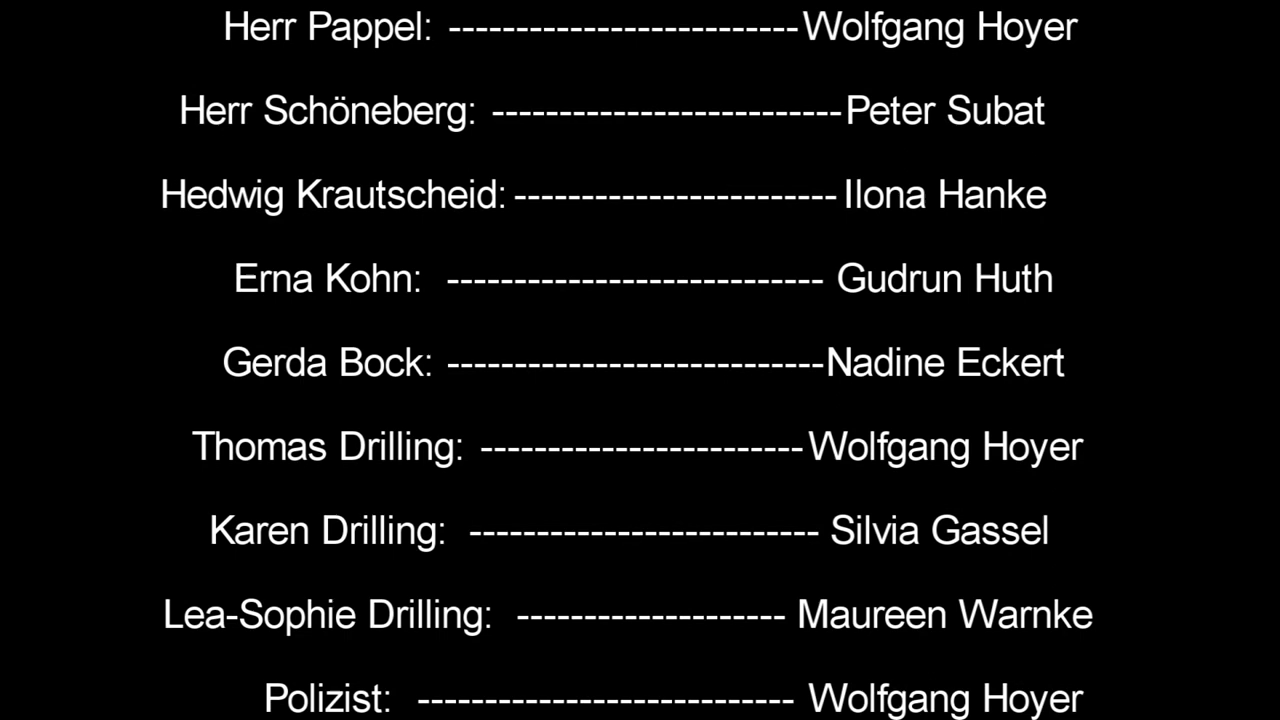 Herr Pappel: --------------------------Wolfgang Hoyer
Herr Schöneberg: --------------------------Peter Subat
Hedwig Krautscheid:------------------------ Ilona Hanke
Erna Kohn: ---------------------------- Gudrun Huth
Gerda Bock: ----------------------------Nadine Eckert
Thomas Drilling: ------------------------Wolfgang Hoyer
Karen Drilling: -------------------------- Silvia Gassel
Lea-Sophie Drilling: -------------------- Maureen Warnke
Polizist: ---------------------------- Wolfgang Hoyer